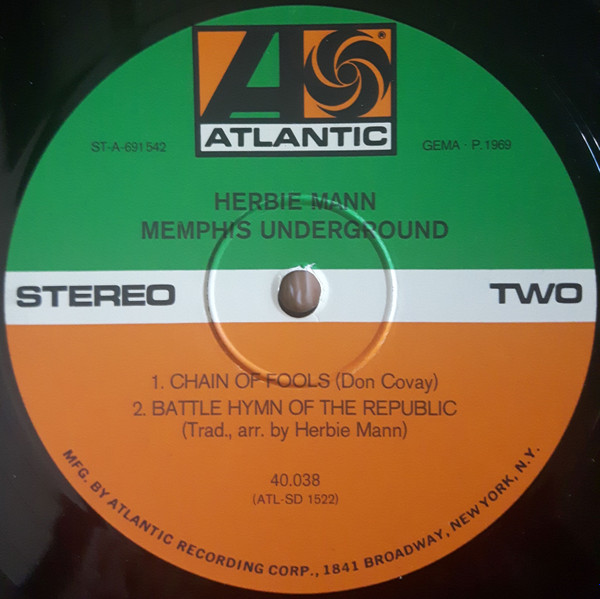 A
®
ATLANTIC
ST-A-691542
GEMA · P. 1969
HERBIE MANN
MEMPHIS UNDERGROUND
STEREO
TWO
1. CHAIN OF FOOLS (Don Covay)
2. BATTLE HYMN OF THE REPUBLIC
(Trad., arr. by Herbie Mann)
40.038
(ATL-SD 1522)
MFG. BY ATLANTIC RECORDING CORP., 1841 BROADWAY, NEW YORK, N.Y.